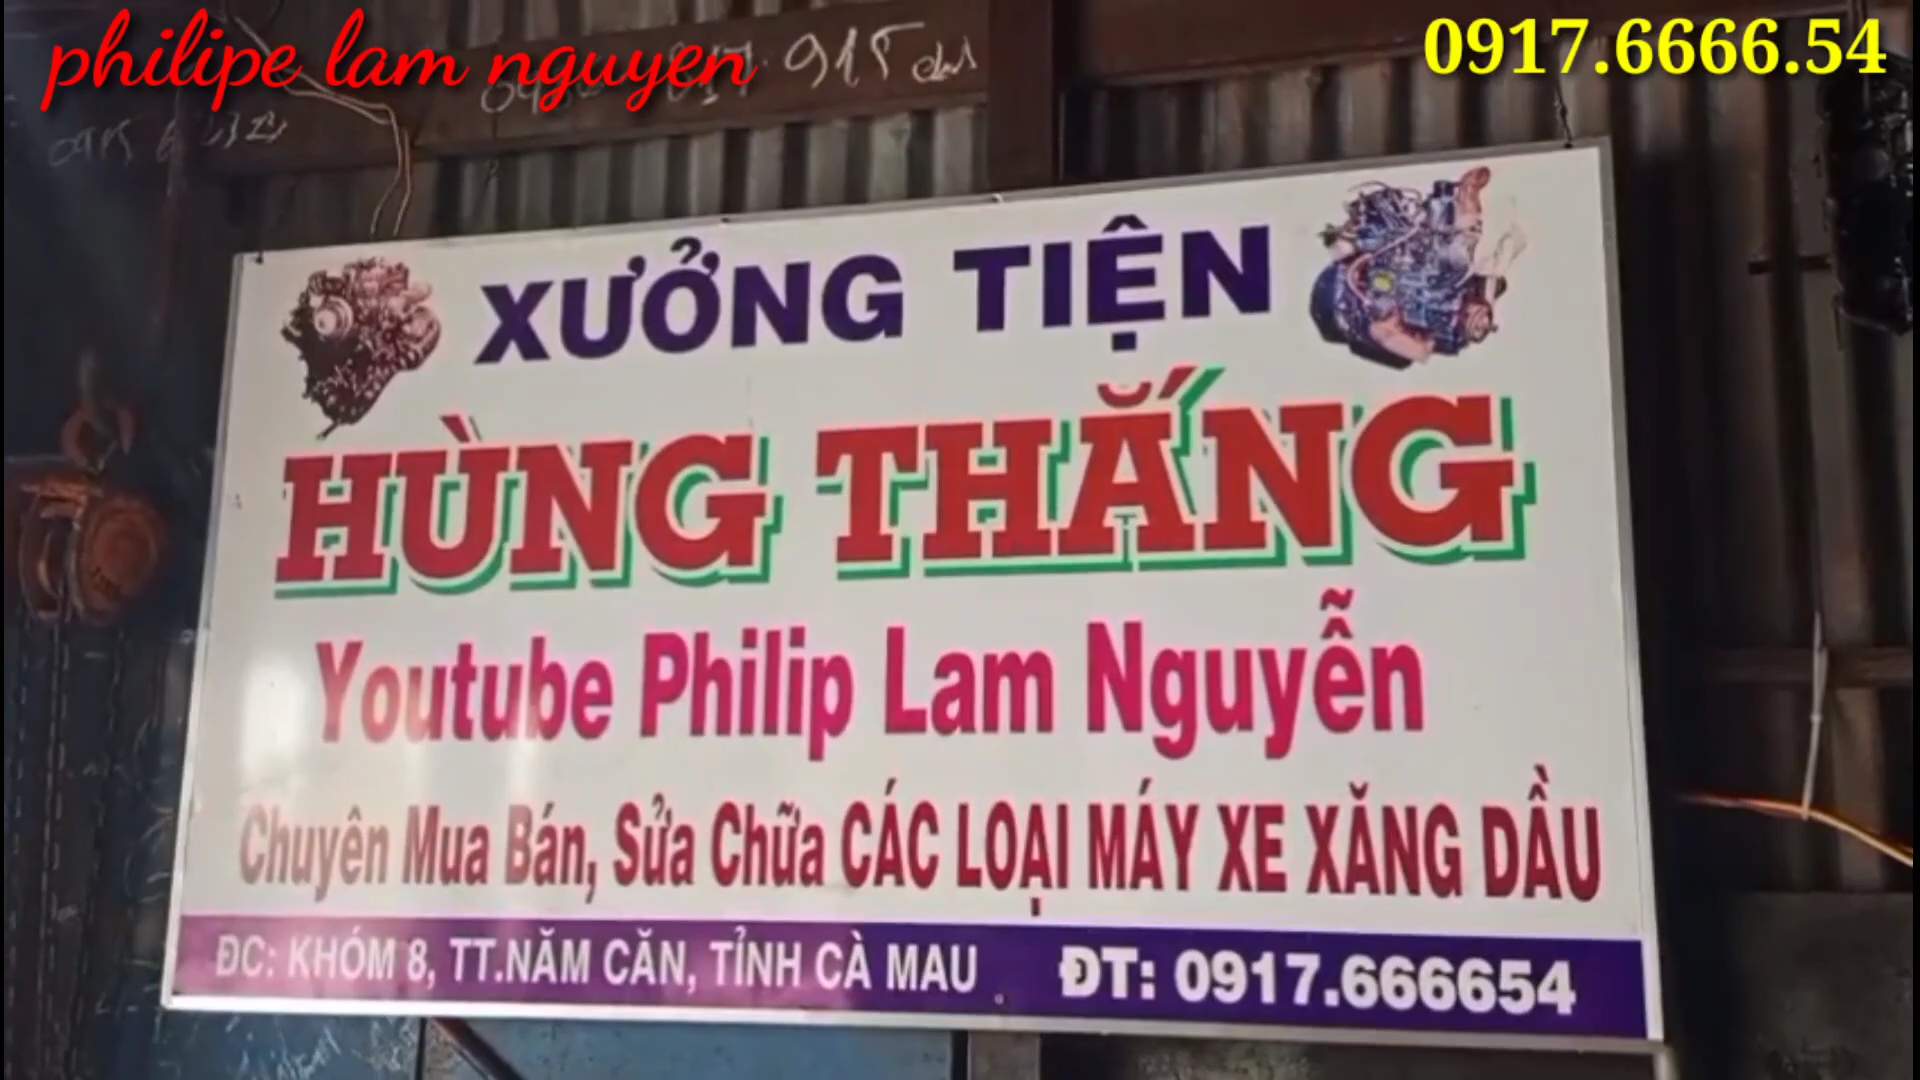 philipe lam nguyen
0917.6666.54
XƯỞNG TIỆN
HÙNG THẮNG
Youtube Philip Lam Nguyễn
Chuyên Mua Bán, Sửa Chữa CÁC LOẠI MÁY XE XĂNG DẦU
ĐC: KHÓM 8, TT.NĂM CĂN, TỈNH CÀ MAU
ĐT: 0917.666654